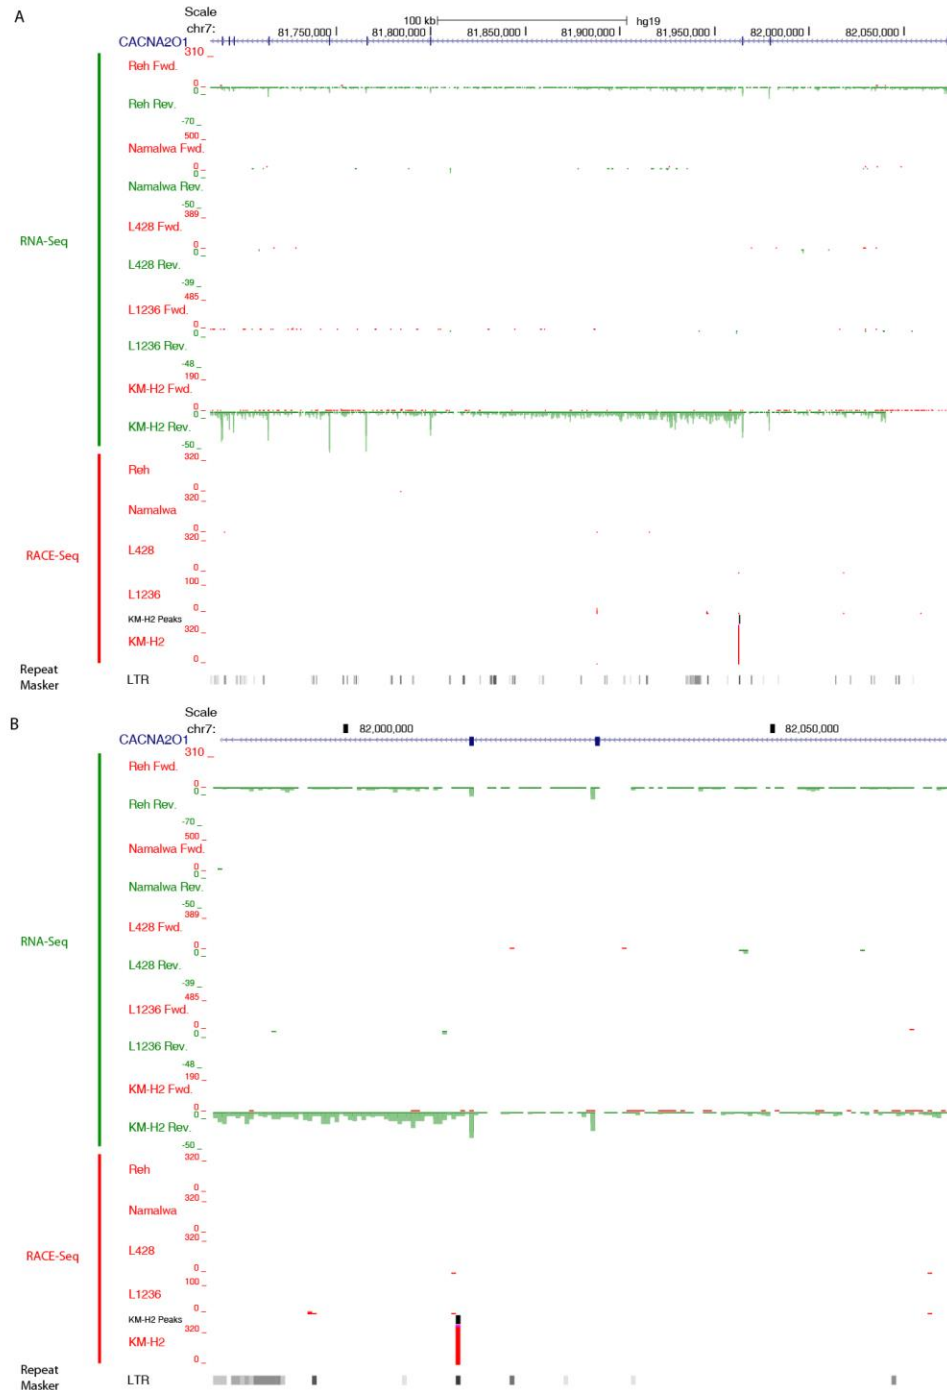 A
Scale
100 kb hg19
chr7: 81,750,000 81,800,000 81,850,000 81,900,000 81,950,000 82,000,000 82,050,000
CACNA2O1
310
Reh Fwd.
0
0
Reh Rev.
-70
500
Namalwa Fwd.
0
0
Namalwa Rev.
-50
389
L428 Fwd.
RNA-Seq
0
0
L428 Rev.
-39
485
L1236 Fwd.
0
0
L1236 Rev.
-48
190
KM-H2 Fwd.
0
0
KM-H2 Rev.
-50
320
Reh
0
320
Namalwa
0
320
L428
RACE-Seq
0
100
L1236
0
KM-H2 Peaks
320
KM-H2
0
Repeat
Masker
LTR
B
Scale
chr7: 82,000,000 82,050,000
CACNA2O1
310
Reh Fwd.
0
0
Reh Rev.
-70
500
Namalwa Fwd.
0
0
Namalwa Rev.
-50
389
L428 Fwd.
RNA-Seq
0
0
L428 Rev.
-39
485
L1236 Fwd.
0
0
L1236 Rev.
-48
190
KM-H2 Fwd.
0
0
KM-H2 Rev.
-50
320
Reh
0
320
Namalwa
0
320
L428
RACE-Seq
0
100
L1236
0
KM-H2 Peaks
320
KM-H2
0
Repeat
Masker
LTR